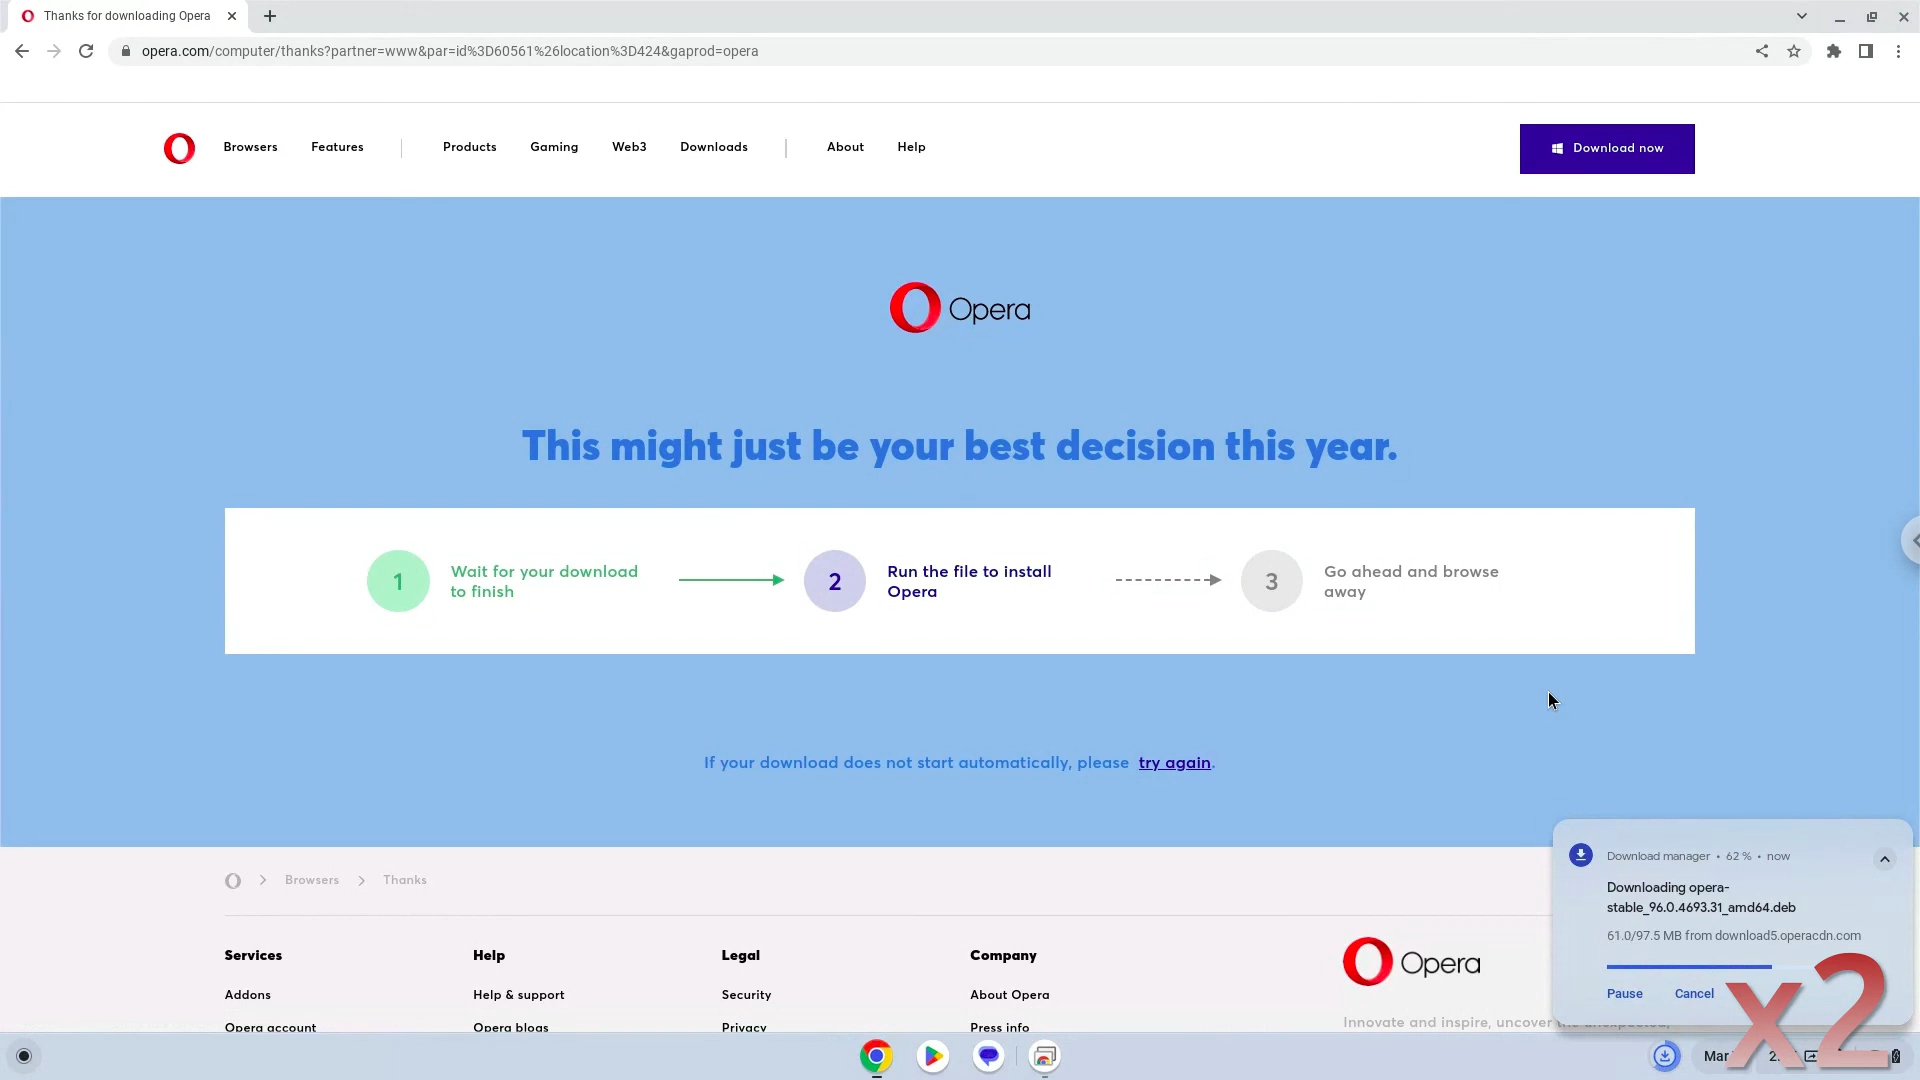 Thanks for downloading Opera
opera.com/computer/thanks?partner=www&par=id%3D60561%26location%3D424&gaprod=opera
Browsers Features Products Gaming Web3 Downloads About Help Download now
Opera
This might just be your best decision this year.
1 Wait for your download
to finish
2 Run the file to install
Opera
3 Go ahead and browse
away
If your download does not start automatically, please try again.
Browsers Thanks
Services Help Legal Company
Addons Help & support Security About Opera
Opera account Opera blogs Privacy Press info
Opera
Innovate and inspire, uncover
Download manager • 62 % • now
Downloading opera-
stable_96.0.4693.31_amd64.deb
61.0/97.5 MB from download5.operacdn.com
Pause Cancel
x2
Mar